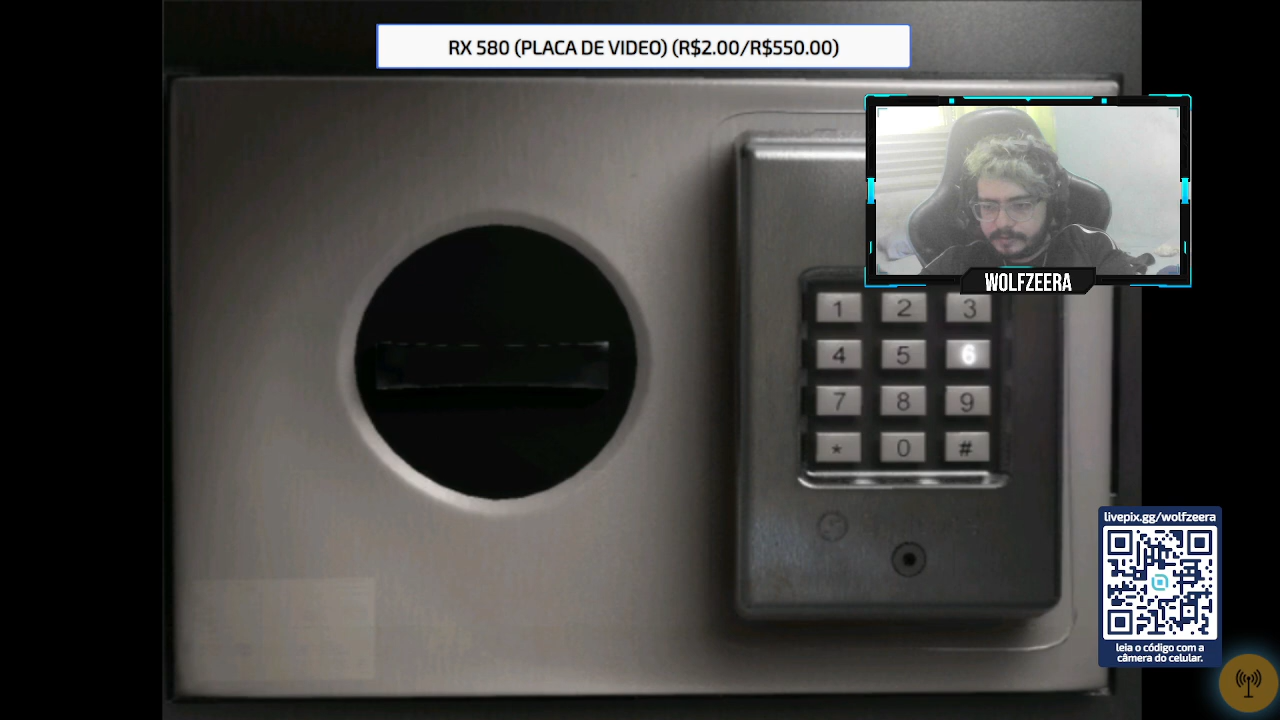 RX 580 (PLACA DE VIDEO) (R$2.00/R$550.00)
WOLFZEERA
1 2 3
4 5 6
7 8 9
* 0 #
livepix.gg/wolfzeera
leia o código com a
câmera do celular.